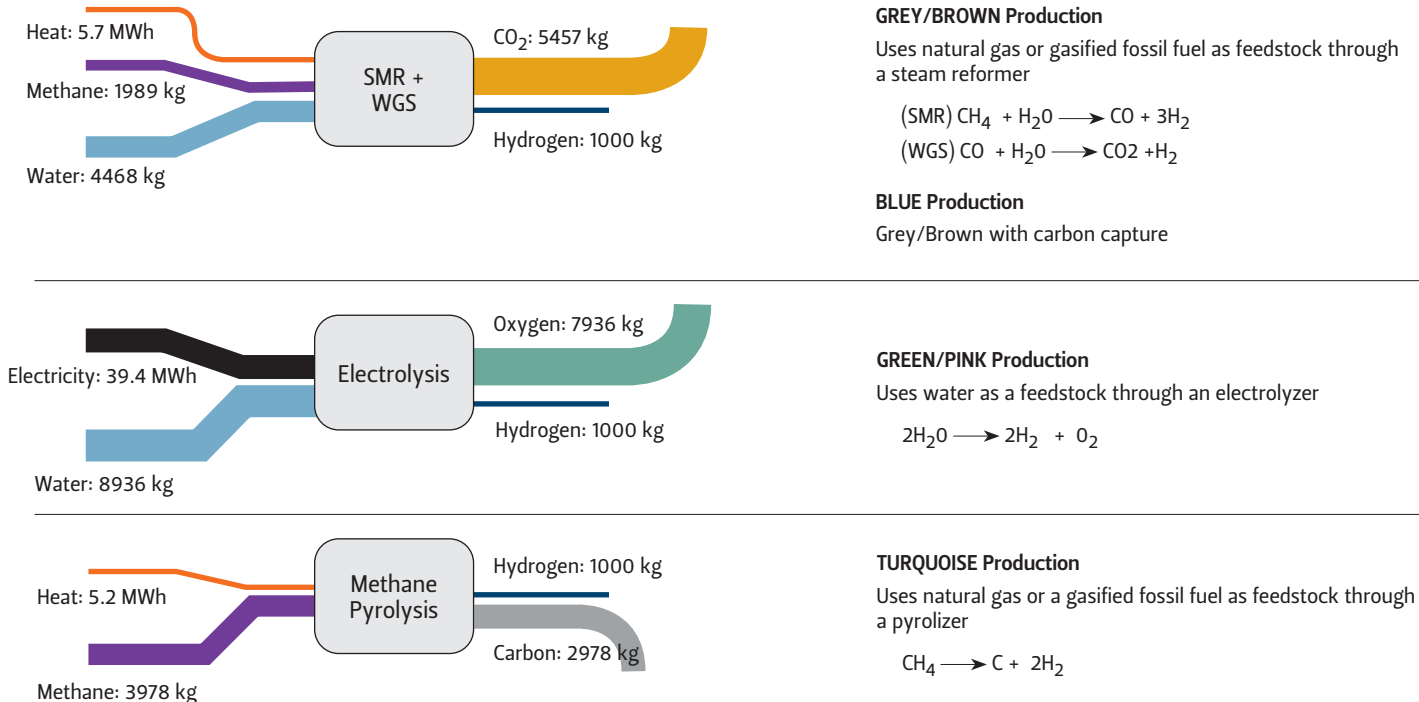 Heat: 5.7 MWh
Methane: 1989 kg
Water: 4468 kg
SMR +
WGS
CO₂: 5457 kg
Hydrogen: 1000 kg
GREY/BROWN Production
Uses natural gas or gasified fossil fuel as feedstock through
a steam reformer
(SMR) CH₄ + H₂0 ⟶ CO + 3H₂
(WGS) CO + H₂0 ⟶ CO2 +H₂
BLUE Production
Grey/Brown with carbon capture
Electricity: 39.4 MWh
Water: 8936 kg
Electrolysis
Oxygen: 7936 kg
Hydrogen: 1000 kg
GREEN/PINK Production
Uses water as a feedstock through an electrolyzer
2H₂0 ⟶ 2H₂ + 0₂
Heat: 5.2 MWh
Methane: 3978 kg
Methane
Pyrolysis
Hydrogen: 1000 kg
Carbon: 2978 kg
TURQUOISE Production
Uses natural gas or a gasified fossil fuel as feedstock through
a pyrolizer
CH₄ ⟶ C + 2H₂